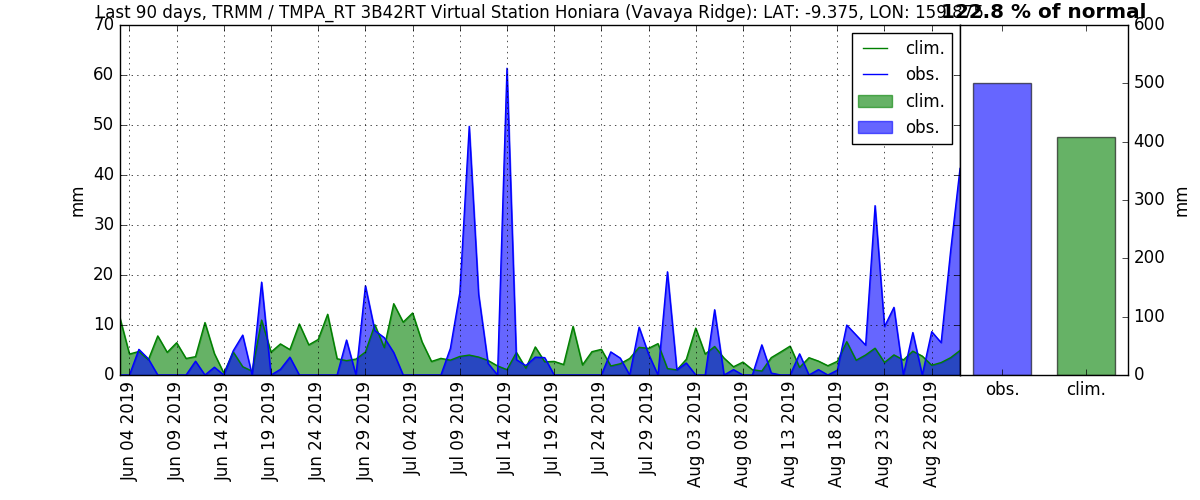 Last 90 days, TRMM / TMPA_RT 3B42RT Virtual Station Honiara (Vavaya Ridge): LAT: -9.375, LON:
122.8 % of normal
70
60
50
40
30
20
10
0
mm
clim.
obs.
clim.
obs.
600
500
400
300
200
100
0
mm
Jun 04 2019
Jun 09 2019
Jun 14 2019
Jun 19 2019
Jun 24 2019
Jun 29 2019
Jul 04 2019
Jul 09 2019
Jul 14 2019
Jul 19 2019
Jul 24 2019
Jul 29 2019
Aug 03 2019
Aug 08 2019
Aug 13 2019
Aug 18 2019
Aug 23 2019
Aug 28 2019
obs.
clim.